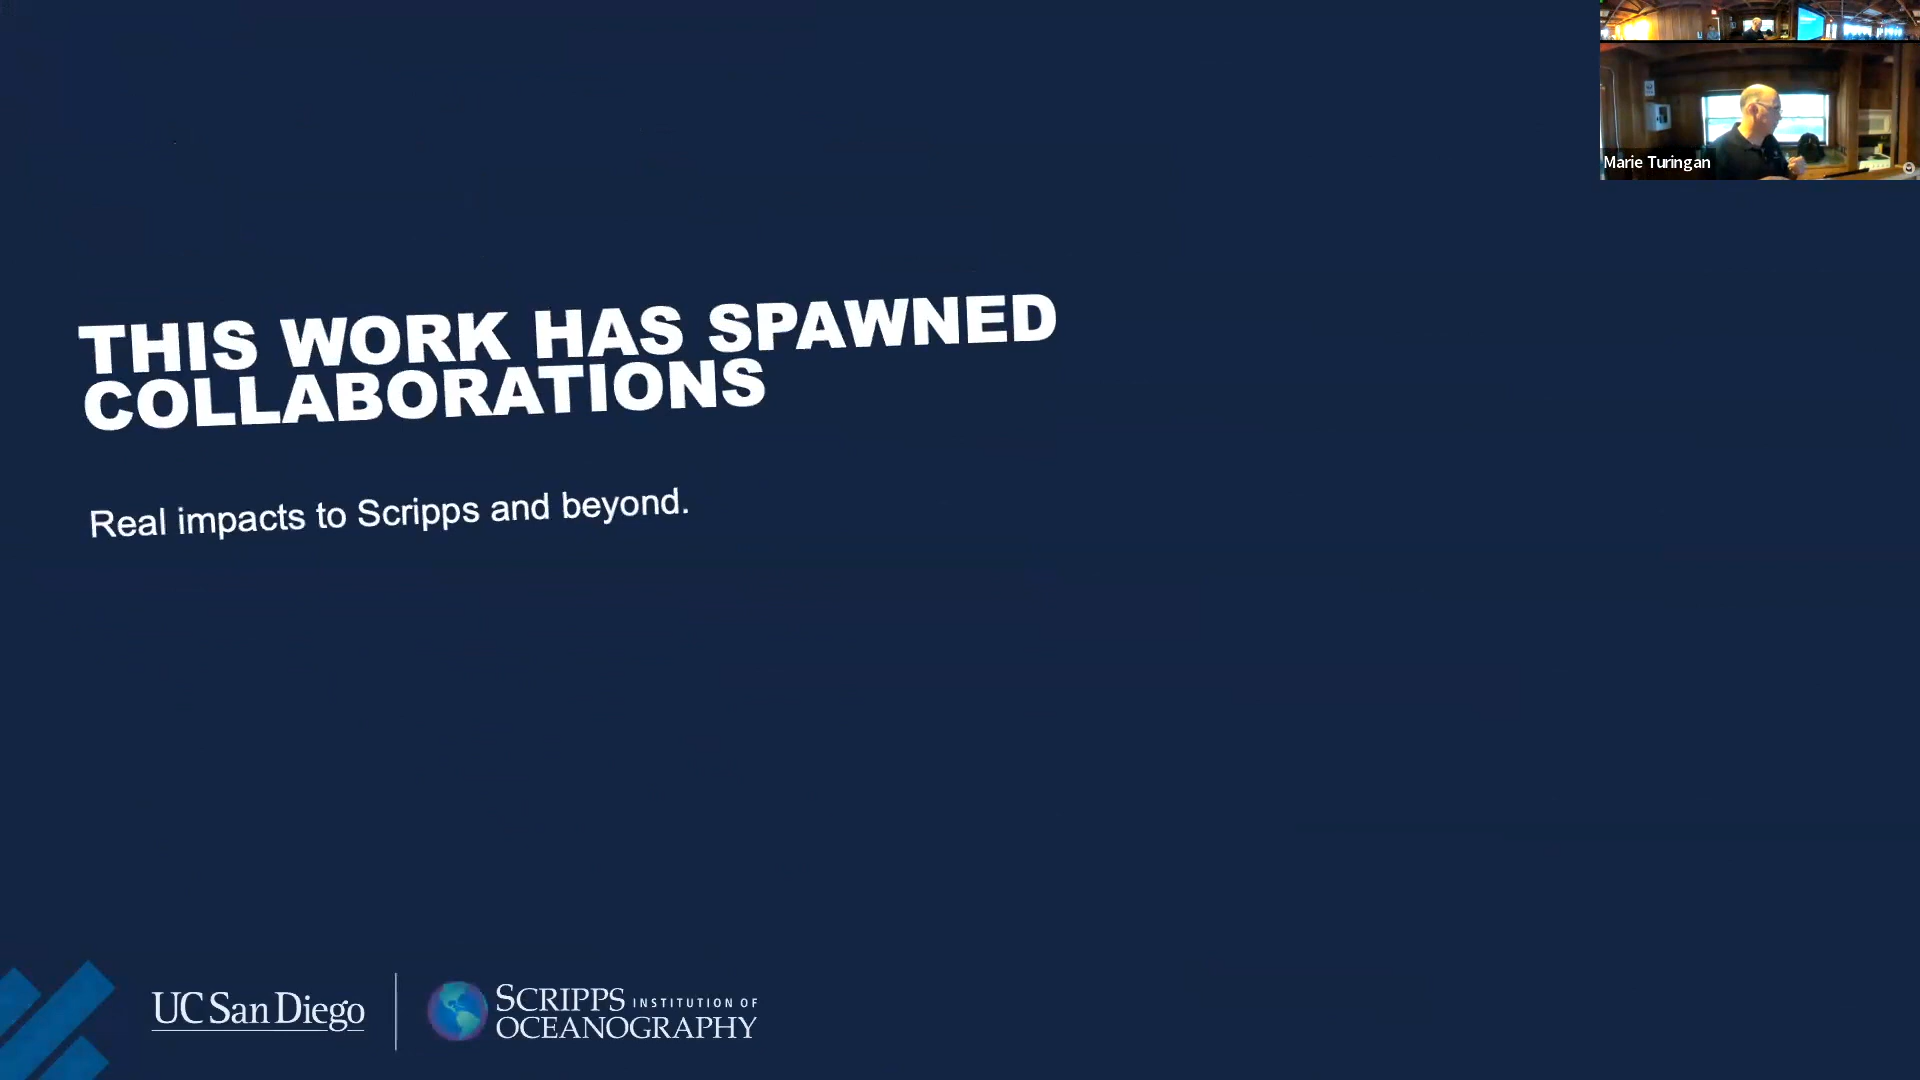 Marie Turingan
THIS WORK HAS SPAWNED
COLLABORATIONS
Real impacts to Scripps and beyond.
UC San Diego
SCRIPPS INSTITUTION OF
OCEANOGRAPHY